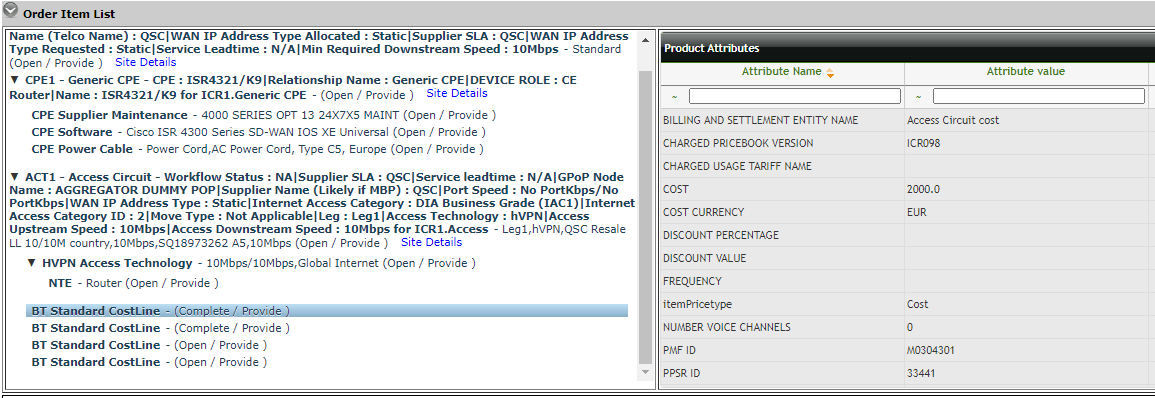 Order Item List
Name (Telco Name) : QSC|WAN IP Address Type Allocated : Static|Supplier SLA : QSC|WAN IP Address
Type Requested : Static|Service Leadtime : N/A|Min Required Downstream Speed : 10Mbps - Standard
(Open / Provide ) Site Details
▼ CPE1 - Generic CPE - CPE : ISR4321/K9|Relationship Name : Generic CPE|DEVICE ROLE : CE
Router|Name : ISR4321/K9 for ICR1.Generic CPE - (Open / Provide ) Site Details
CPE Supplier Maintenance - 4000 SERIES OPT 13 24X7X5 MAINT (Open / Provide )
CPE Software - Cisco ISR 4300 Series SD-WAN IOS XE Universal (Open / Provide )
CPE Power Cable - Power Cord,AC Power Cord, Type C5, Europe (Open / Provide )
▼ ACT1 - Access Circuit - Workflow Status : NA|Supplier SLA : QSC|Service leadtime : N/A|GPoP Node
Name : AGGREGATOR DUMMY POP|Supplier Name (Likely if MBP) : QSC|Port Speed : No PortKbps/No
PortKbps|WAN IP Address Type : Static|Internet Access Category : DIA Business Grade (IAC1)|Internet
Access Category ID : 2|Move Type : Not Applicable|Leg : Leg1|Access Technology : hVPN|Access
Upstream Speed : 10Mbps|Access Downstream Speed : 10Mbps for ICR1.Access - Leg1,hVPN,QSC Resale
LL 10/10M country,10Mbps,SQ18973262 A5,10Mbps (Open / Provide ) Site Details
▼ HVPN Access Technology - 10Mbps/10Mbps,Global Internet (Open / Provide )
NTE - Router (Open / Provide )
BT Standard CostLine - (Complete / Provide )
BT Standard CostLine - (Complete / Provide )
BT Standard CostLine - (Open / Provide )
BT Standard CostLine - (Open / Provide )
Product Attributes
Attribute Name Attribute value
~ ~
BILLING AND SETTLEMENT ENTITY NAME Access Circuit cost
CHARGED PRICEBOOK VERSION ICR098
CHARGED USAGE TARIFF NAME
COST 2000.0
COST CURRENCY EUR
DISCOUNT PERCENTAGE
DISCOUNT VALUE
FREQUENCY
itemPricetype Cost
NUMBER VOICE CHANNELS 0
PMF ID M0304301
PPSR ID 33441